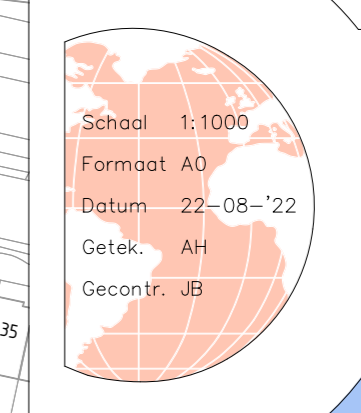 Schaal 1:1000
Formaat A0
Datum 22-08-'22
Getek. AH
Gecontr. JB
35